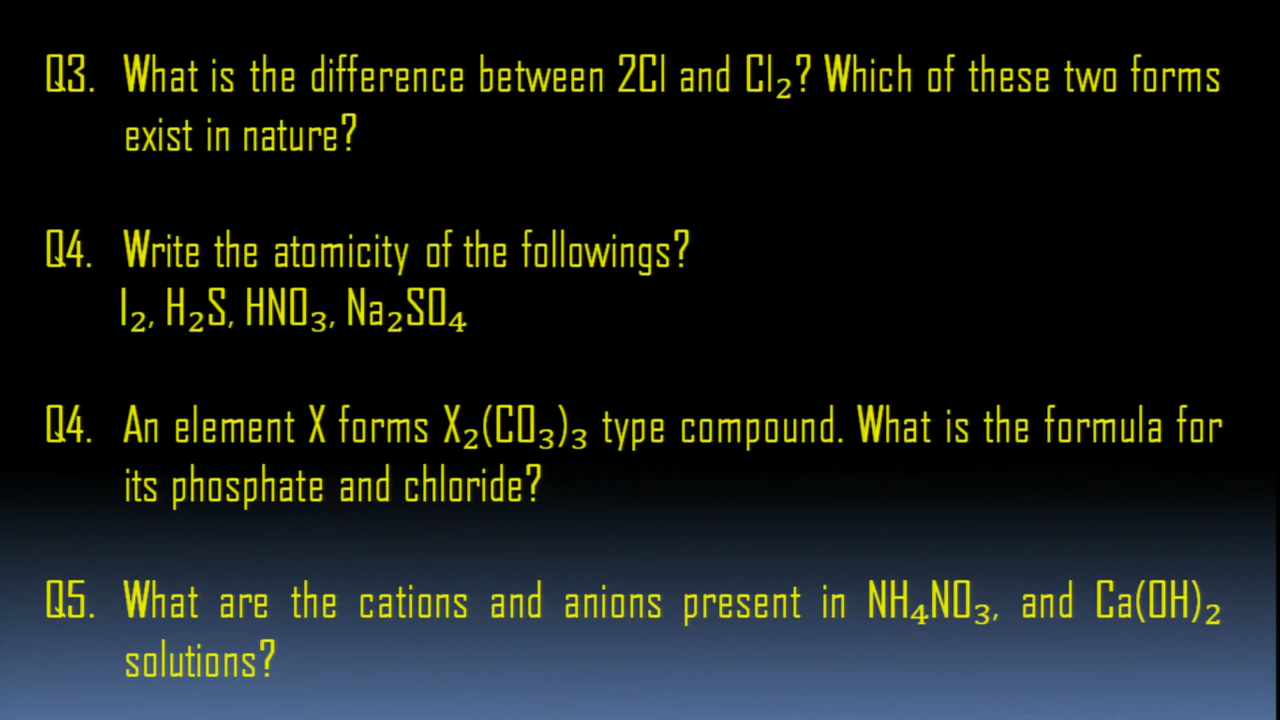 Q3. What is the difference between 2Cl and Cl₂? Which of these two forms
exist in nature?
Q4. Write the atomicity of the followings?
I₂, H₂S, HNO₃, Na₂SO₄
Q4. An element X forms X₂(CO₃)₃ type compound. What is the formula for
its phosphate and chloride?
Q5. What are the cations and anions present in NH₄NO₃, and Ca(OH)₂
solutions?